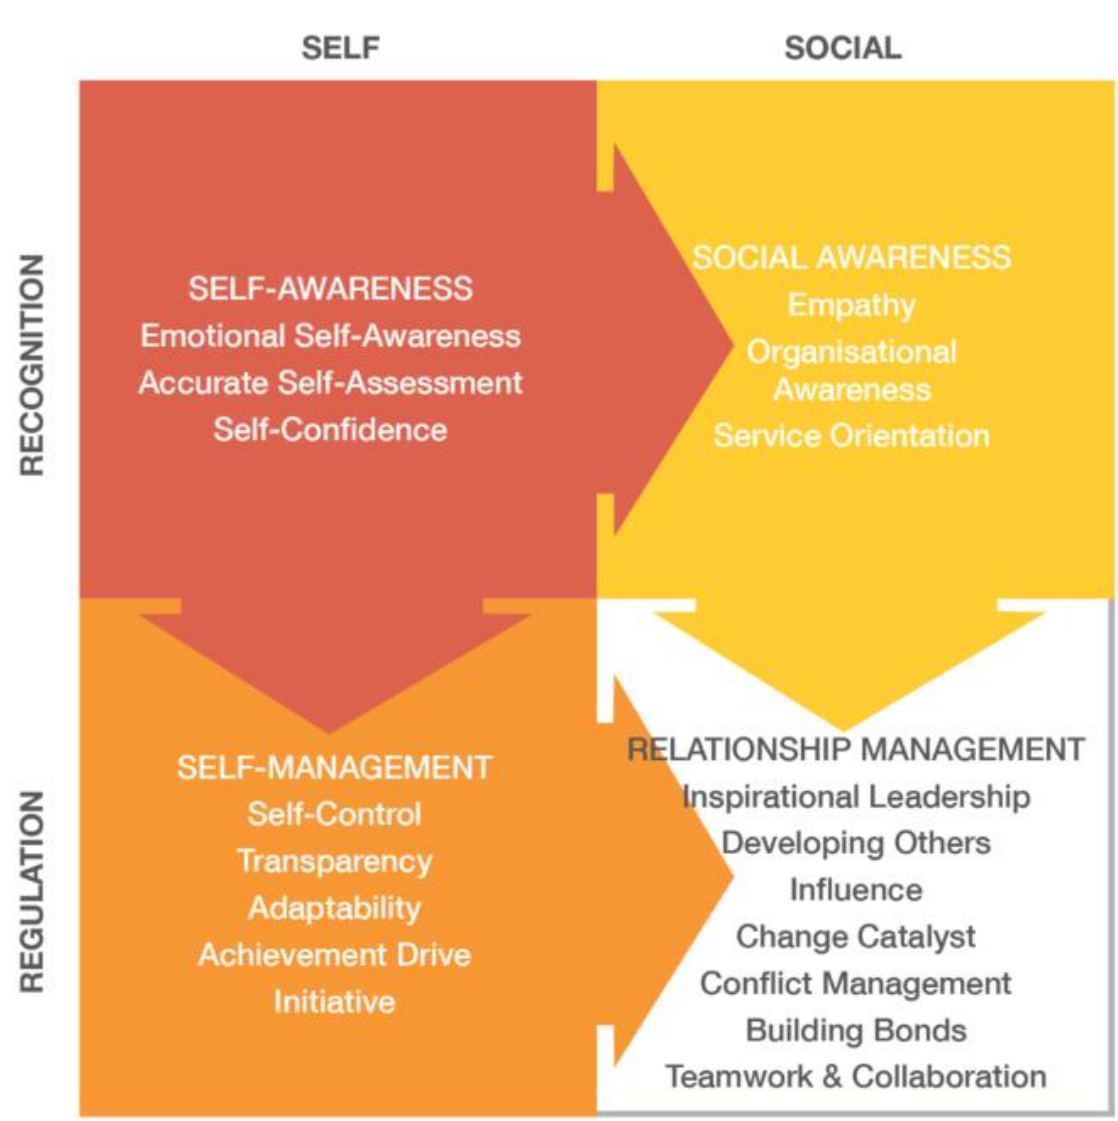 SELF
SOCIAL
RECOGNITION
SELF-AWARENESS
Emotional Self-Awareness
Accurate Self-Assessment
Self-Confidence
SOCIAL AWARENESS
Empathy
Organisational
Awareness
Service Orientation
REGULATION
SELF-MANAGEMENT
Self-Control
Transparency
Adaptability
Achievement Drive
Initiative
RELATIONSHIP MANAGEMENT
Inspirational Leadership
Developing Others
Influence
Change Catalyst
Conflict Management
Building Bonds
Teamwork & Collaboration